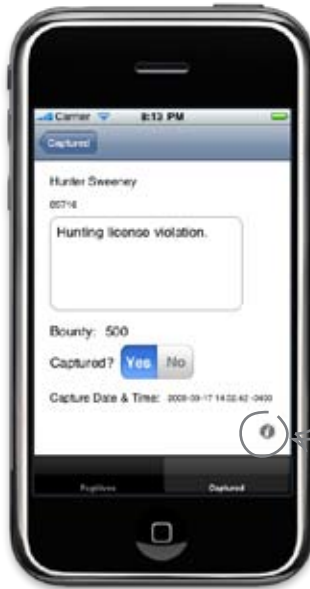 Carrier 8:13 PM
Captured
Hunter Sweeney
Hunting license violation.
Bounty: 500
Captured? Yes No
Capture Date & Time:
Fugitives Captured